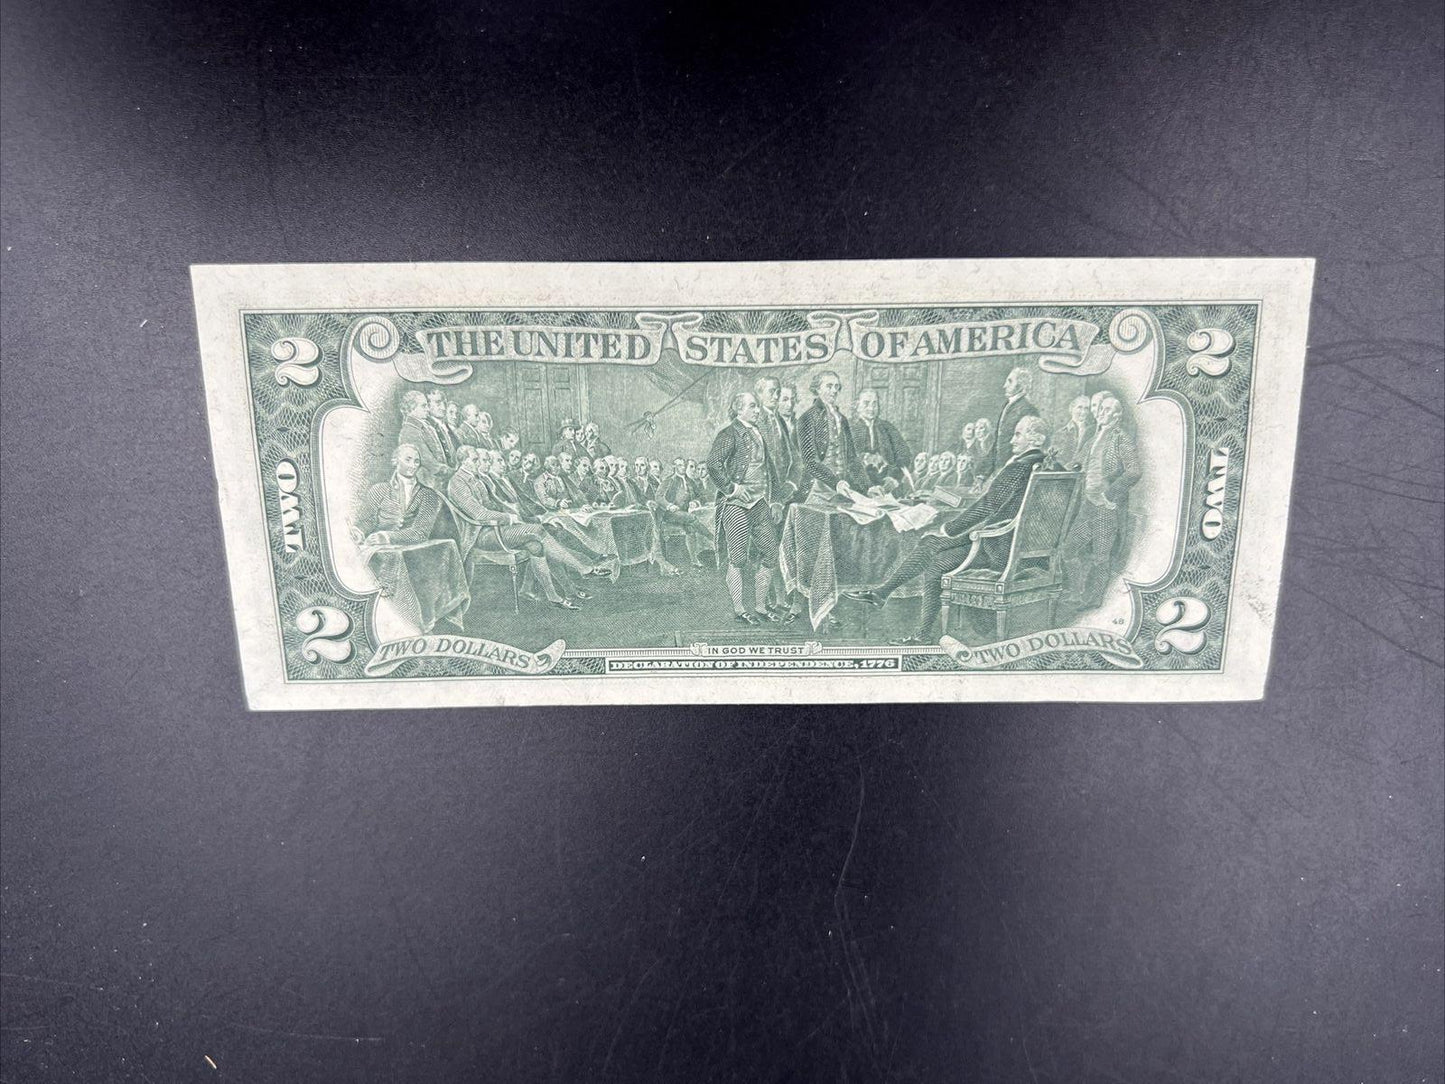 2 THE UNITED STATES OF AMERICA 2
TWO TWO
48
2 TWO DOLLARS IN GOD WE TRUST TWO DOLLARS 2
DECLARATION OF INDEPENDENCE, 1776